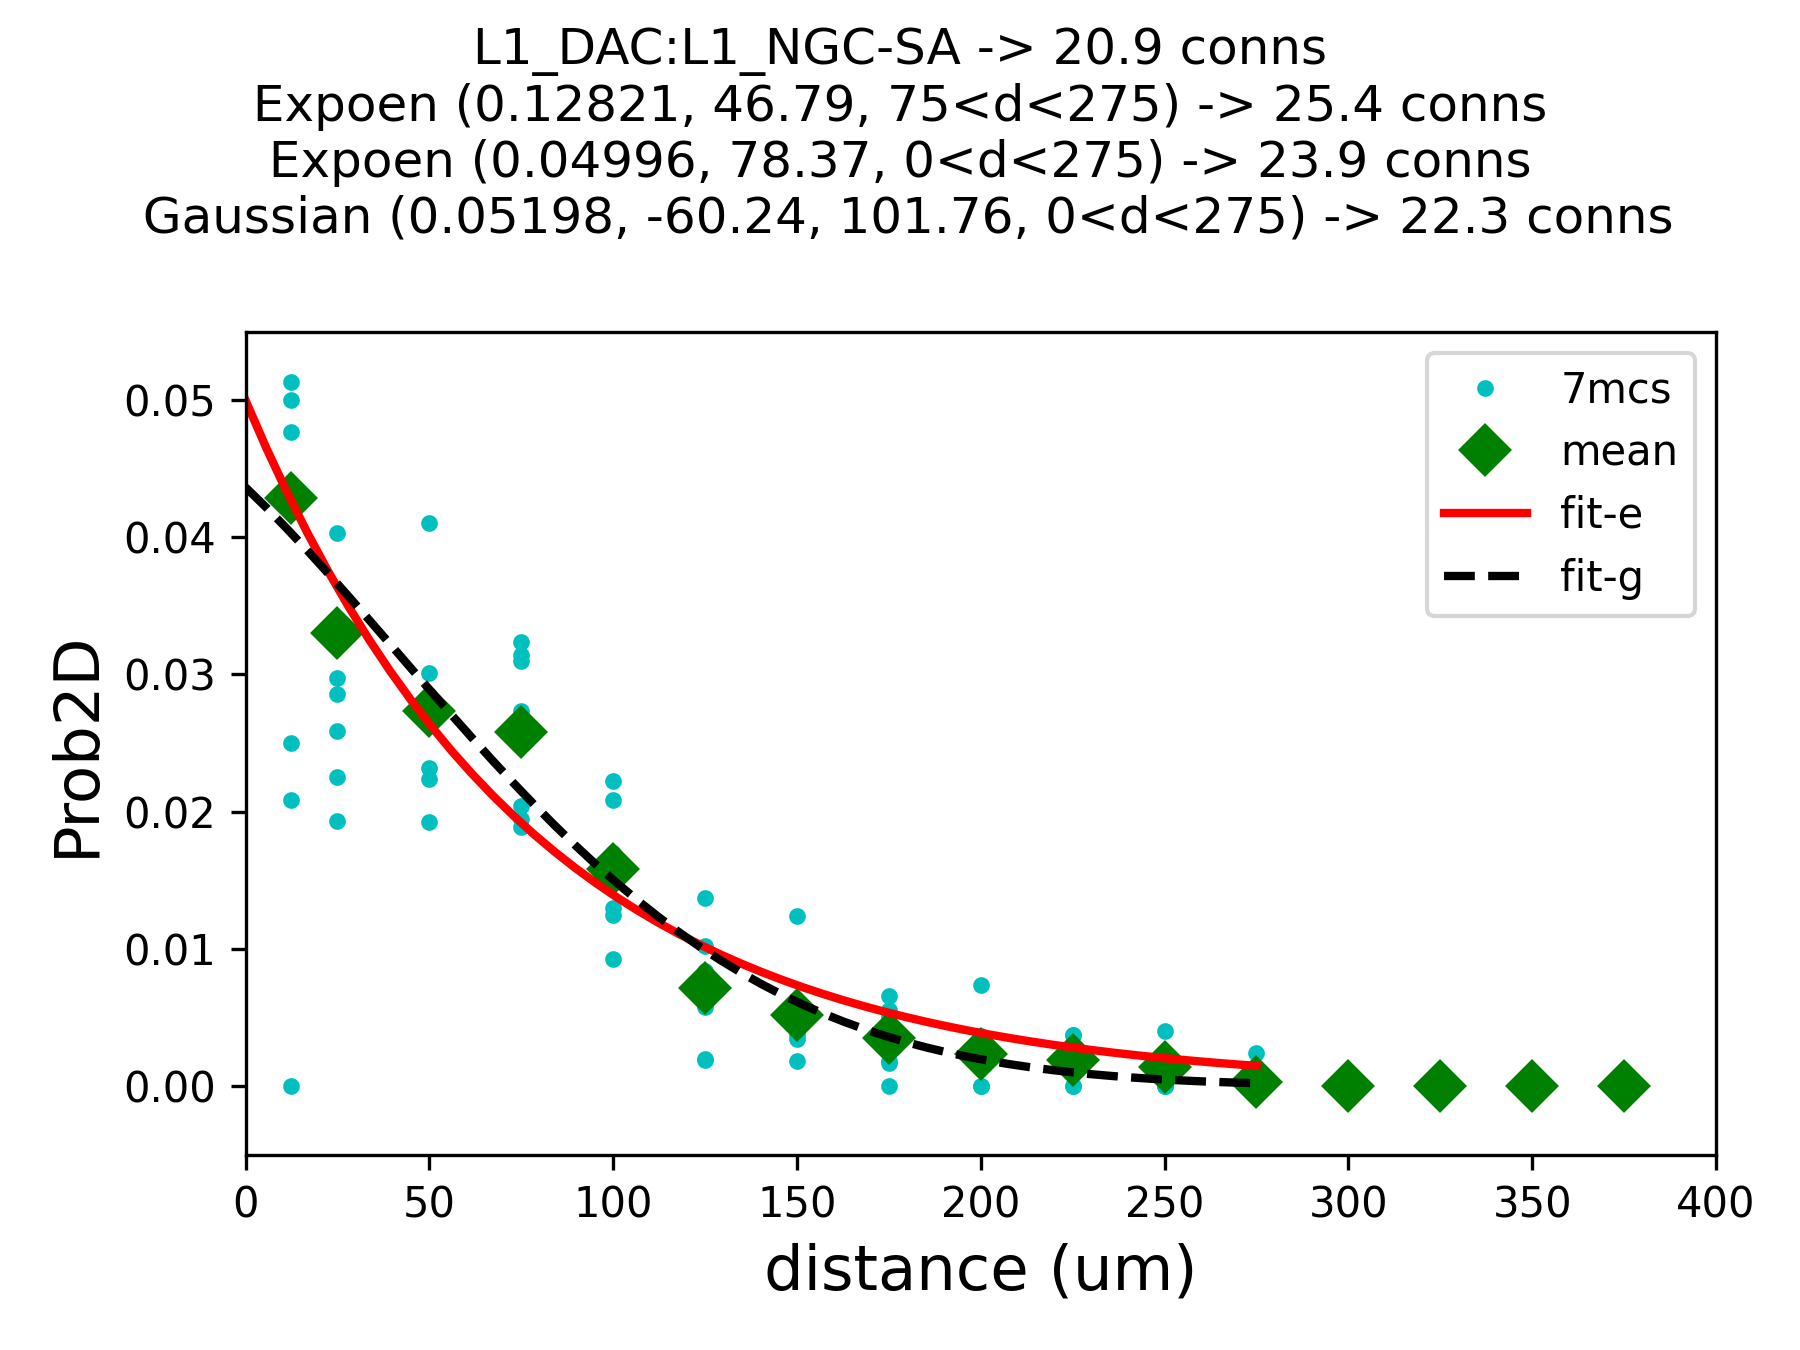 L1_DAC:L1_NGC-SA -> 20.9 conns
Expoen (0.12821, 46.79, 75<d<275) -> 25.4 conns
Expoen (0.04996, 78.37, 0<d<275) -> 23.9 conns
Gaussian (0.05198, -60.24, 101.76, 0<d<275) -> 22.3 conns
7mcs
mean
fit-e
fit-g
Prob2D
0.05
0.04
0.03
0.02
0.01
0.00
0 50 100 150 200 250 300 350 400
distance (um)